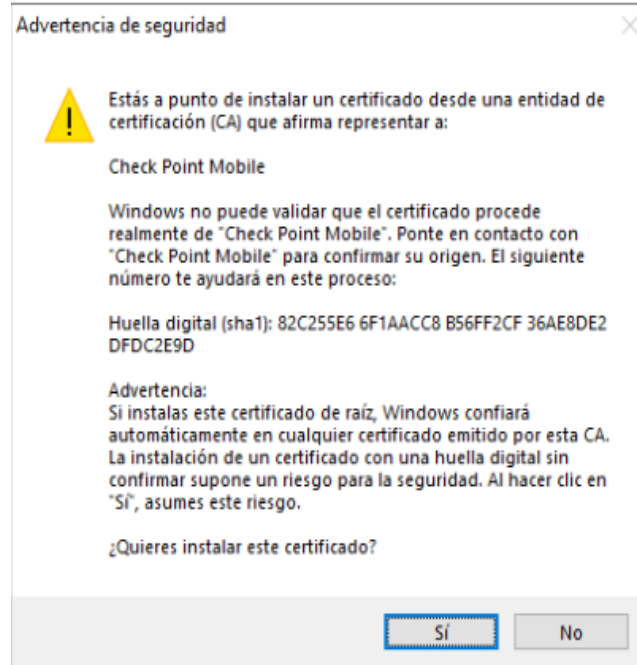 Advertencia de seguridad
Estás a punto de instalar un certificado desde una entidad de
certificación (CA) que afirma representar a:
Check Point Mobile
Windows no puede validar que el certificado procede
realmente de "Check Point Mobile". Ponte en contacto con
"Check Point Mobile" para confirmar su origen. El siguiente
número te ayudará en este proceso:
Huella digital (sha1): 82C255E6 6F1AACC8 B56FF2CF 36AE8DE2
DFDC2E9D
Advertencia:
Si instalas este certificado de raíz, Windows confiará
automáticamente en cualquier certificado emitido por esta CA.
La instalación de un certificado con una huella digital sin
confirmar supone un riesgo para la seguridad. Al hacer clic en
"Sí", asumes este riesgo.
¿Quieres instalar este certificado?
Sí
No